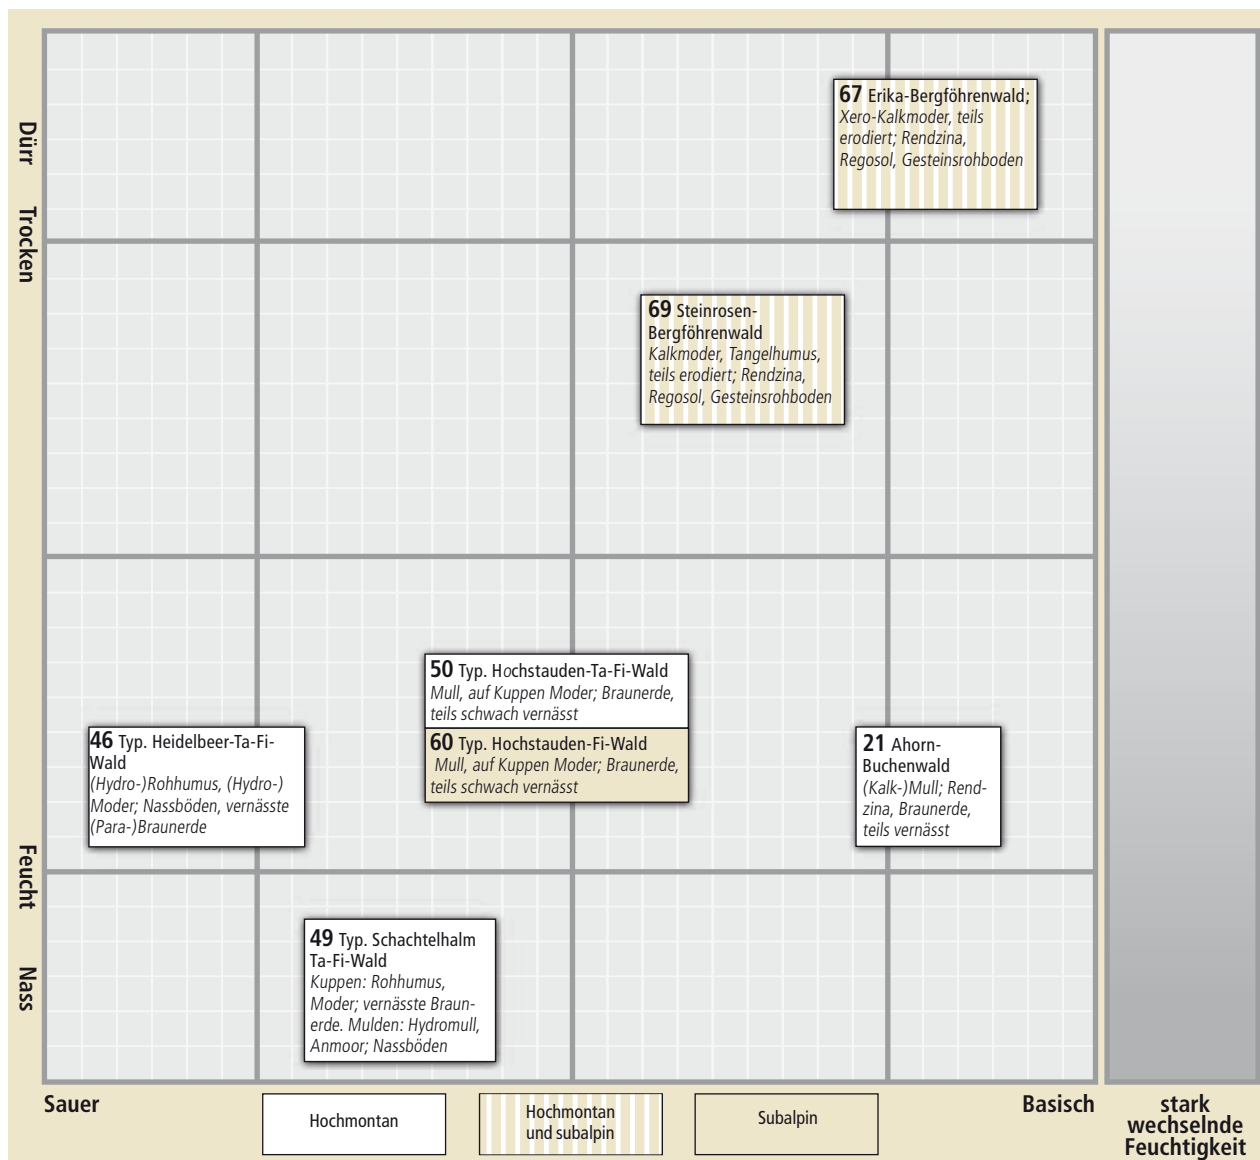 Dürr
Trocken
67 Erika-Bergföhrenwald;
Xero-Kalkmoder, teils
erodiert; Rendzina,
Regosol, Gesteinsrohboden
69 Steinrosen-
Bergföhrenwald
Kalkmoder, Tangelhumus,
teils erodiert; Rendzina,
Regosol, Gesteinsrohboden
50 Typ. Hochstauden-Ta-Fi-Wald
Mull, auf Kuppen Moder; Braunerde,
teils schwach vernässt
60 Typ. Hochstauden-Fi-Wald
Mull, auf Kuppen Moder; Braunerde,
teils schwach vernässt
46 Typ. Heidelbeer-Ta-Fi-
Wald
(Hydro-)Rohhumus, (Hydro-)
Moder; Nassböden, vernässte
(Para-)Braunerde
21 Ahorn-
Buchenwald
(Kalk-)Mull; Rend-
zina, Braunerde,
teils vernässt
Feucht
Nass
49 Typ. Schachtelhalm
Ta-Fi-Wald
Kuppen: Rohhumus,
Moder; vernässte Braun-
erde. Mulden: Hydromull,
Anmoor; Nassböden
Sauer
Basisch
Hochmontan
Hochmontan
und subalpin
Subalpin
stark
wechselnde
Feuchtigkeit